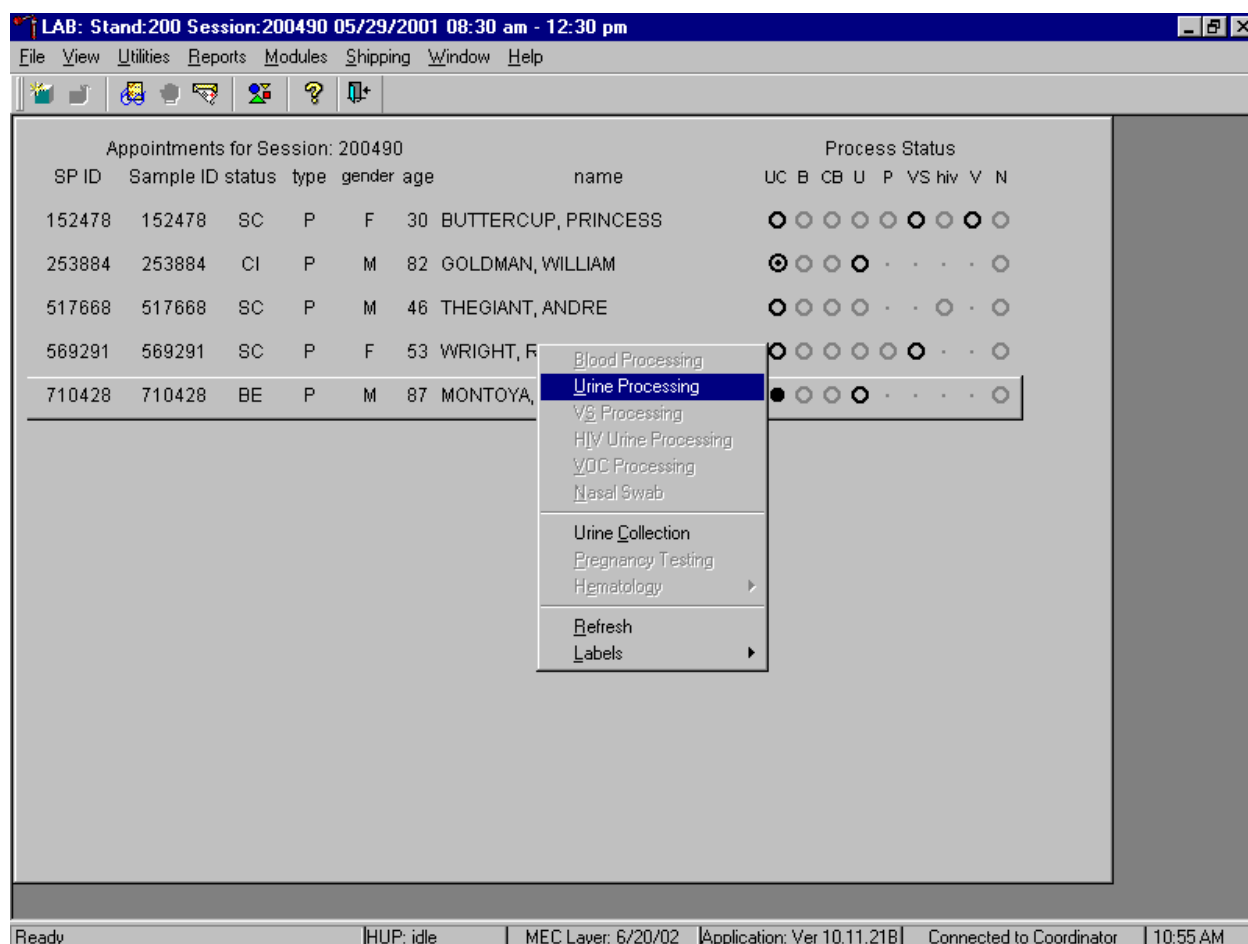 LAB: Stand:200 Session:200490 05/29/2001 08:30 am - 12:30 pm
File View Utilities Reports Modules Shipping Window Help
Appointments for Session: 200490 Process Status
SP ID Sample ID status type gender age name UC B CB U P VS hiv V N
152478 152478 SC P F 30 BUTTERCUP, PRINCESS
253884 253884 CI P M 82 GOLDMAN, WILLIAM
517668 517668 SC P M 46 THEGIANT, ANDRE
569291 569291 SC P F 53 WRIGHT, R
710428 710428 BE P M 87 MONTOYA,
Blood Processing
Urine Processing
VS Processing
HIV Urine Processing
VOC Processing
Nasal Swab
Urine Collection
Pregnancy Testing
Hematology
Refresh
Labels
Ready HUP: idle MEC Layer: 6/20/02 Application: Ver 10.11.21B Connected to Coordinator 10:55 AM